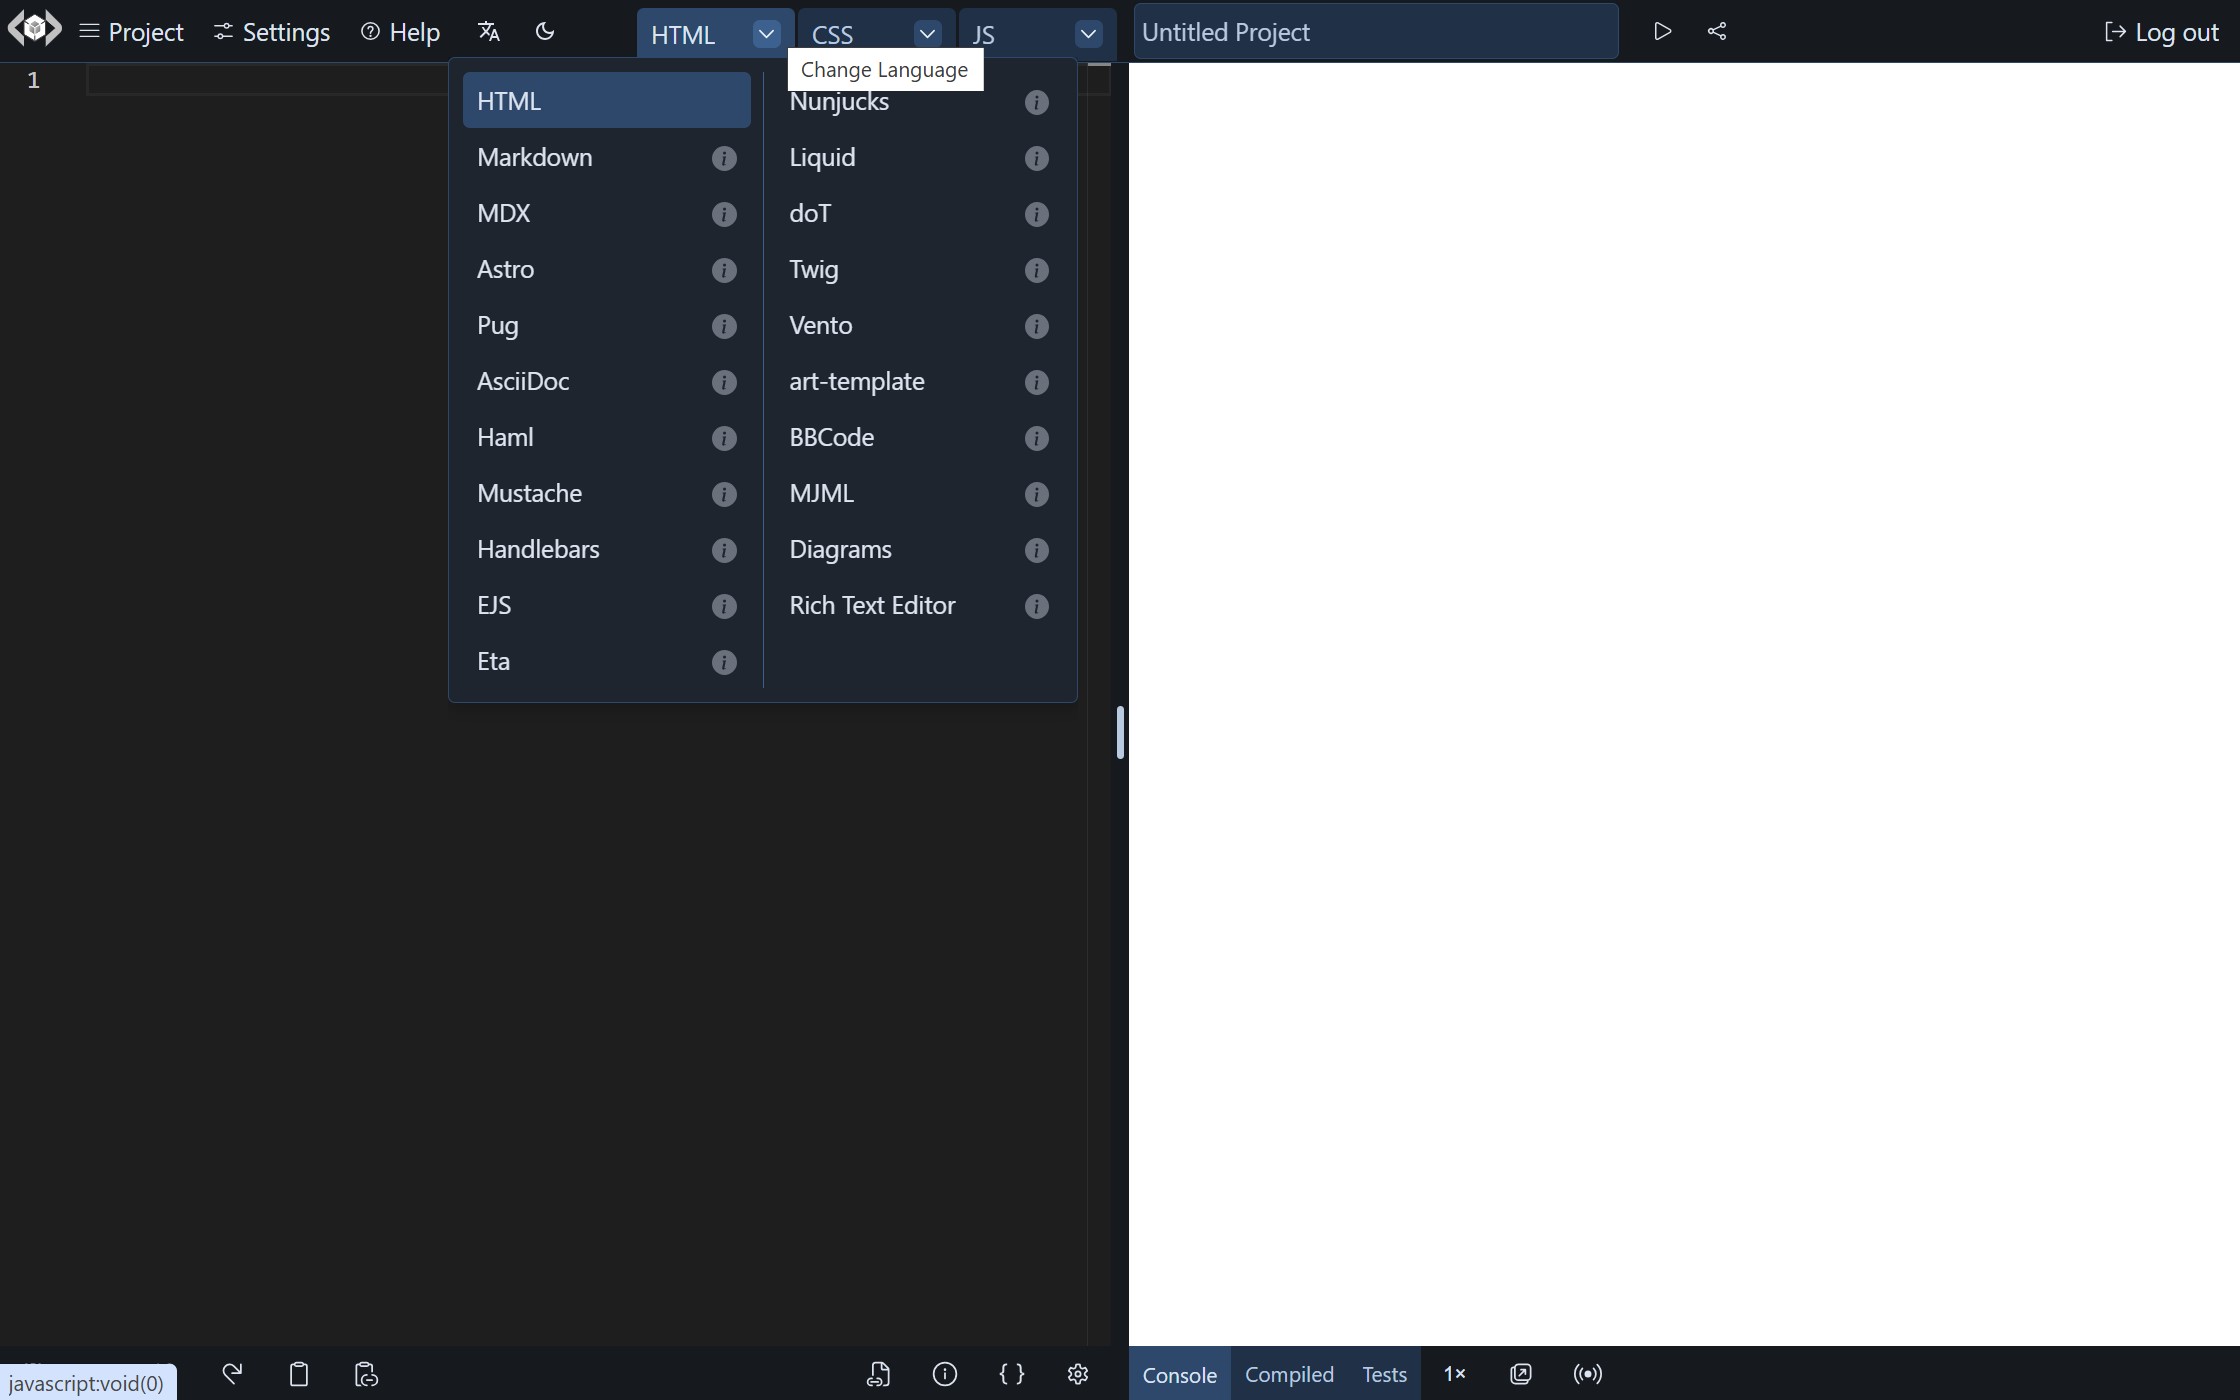 Project
Settings
Help
HTML
CSS
JS
Untitled Project
Log out
Change Language
1
HTML
Markdown
MDX
Astro
Pug
AsciiDoc
Haml
Mustache
Handlebars
EJS
Eta
Nunjucks
Liquid
doT
Twig
Vento
art-template
BBCode
MJML
Diagrams
Rich Text Editor
javascript:void(0)
Console
Compiled
Tests
1×